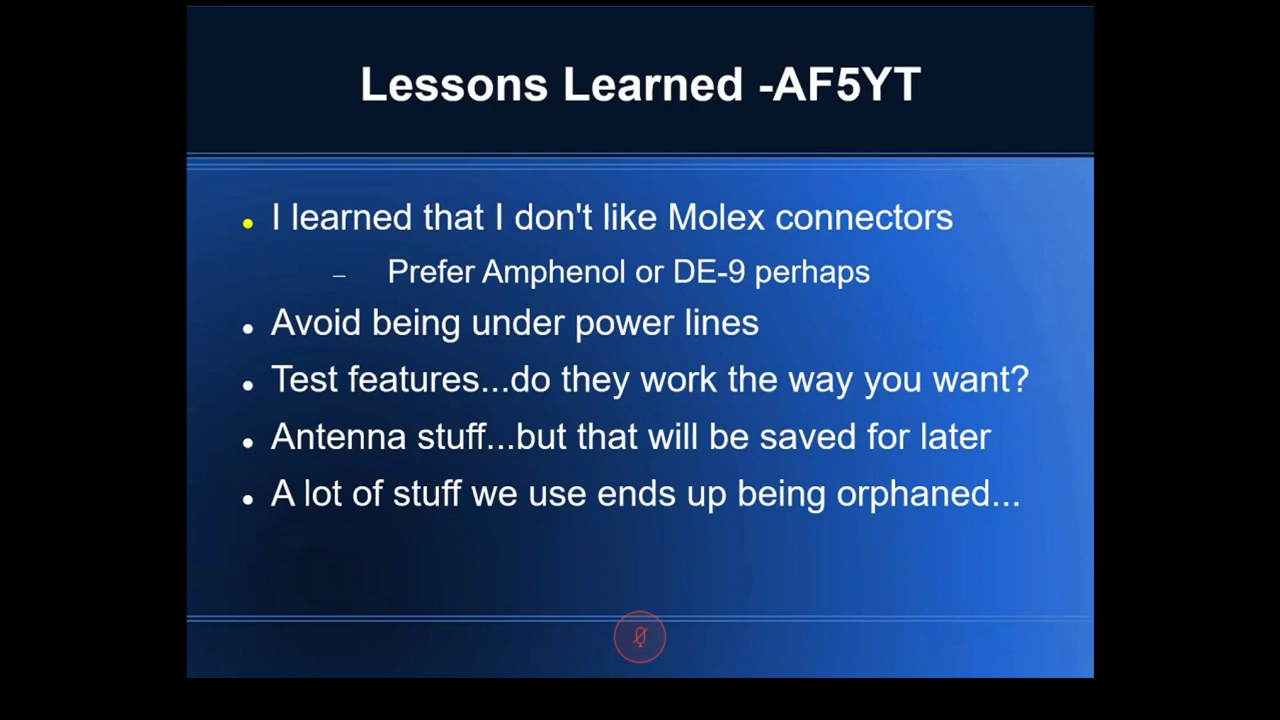 Lessons Learned -AF5YT
• I learned that I don't like Molex connectors
– Prefer Amphenol or DE-9 perhaps
• Avoid being under power lines
• Test features...do they work the way you want?
• Antenna stuff...but that will be saved for later
• A lot of stuff we use ends up being orphaned...